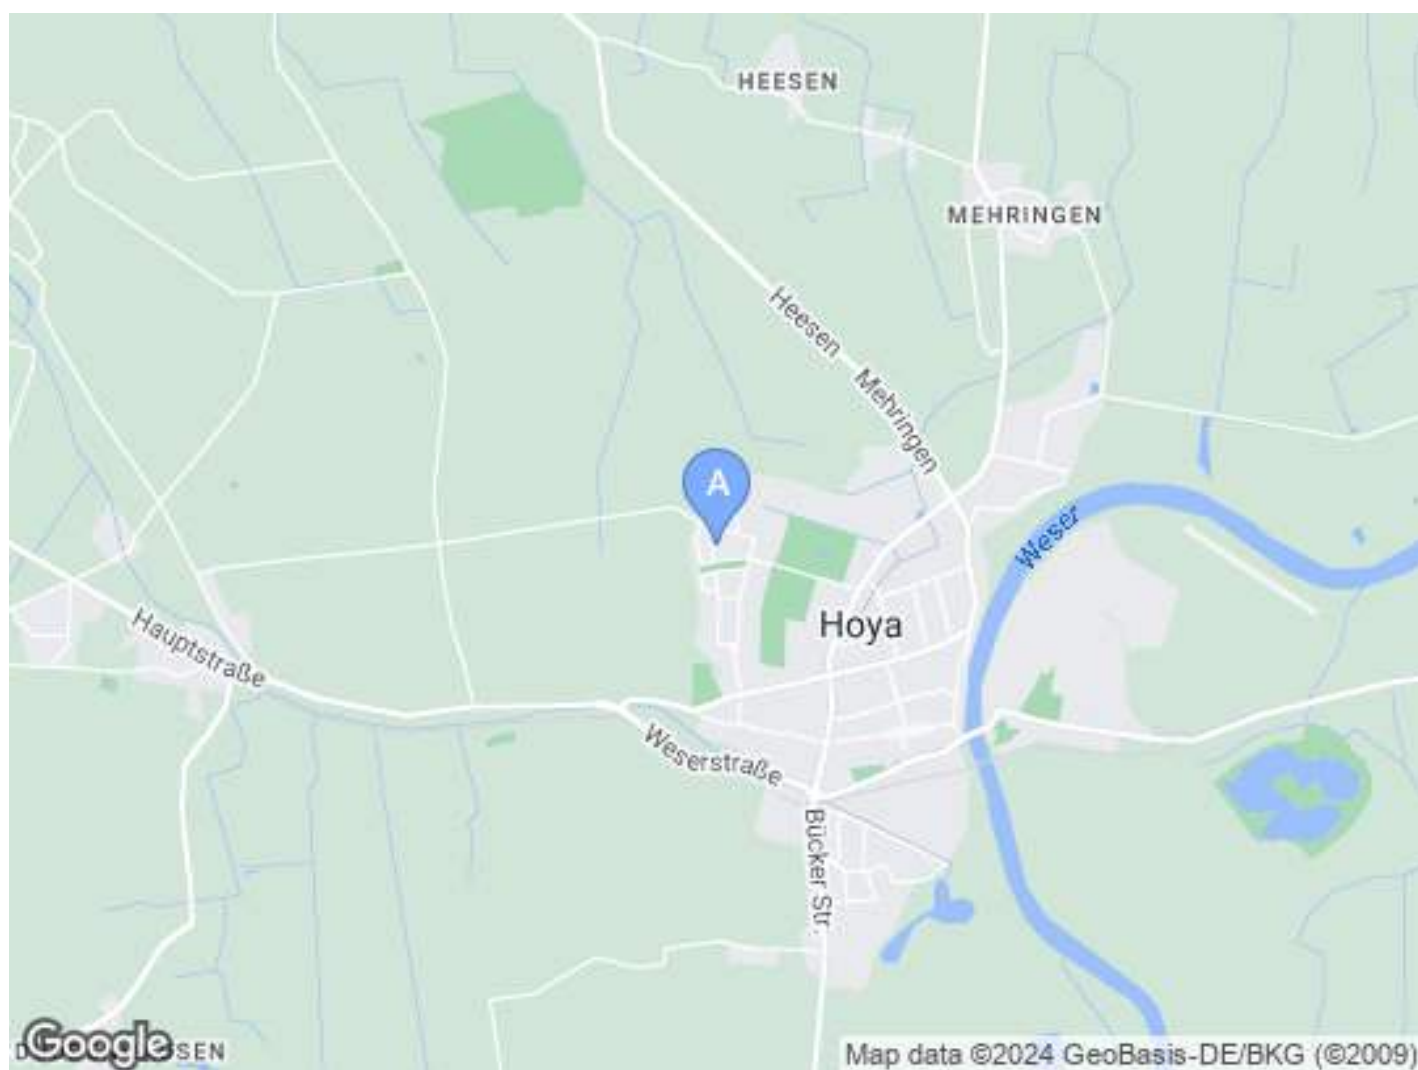 HEESEN
MEHRINGEN
Heesen
Mehringen
A
Weser
Hoya
Hauptstraße
Weserstraße
Bücker Str.
Google
Map data ©2024 GeoBasis-DE/BKG (©2009)